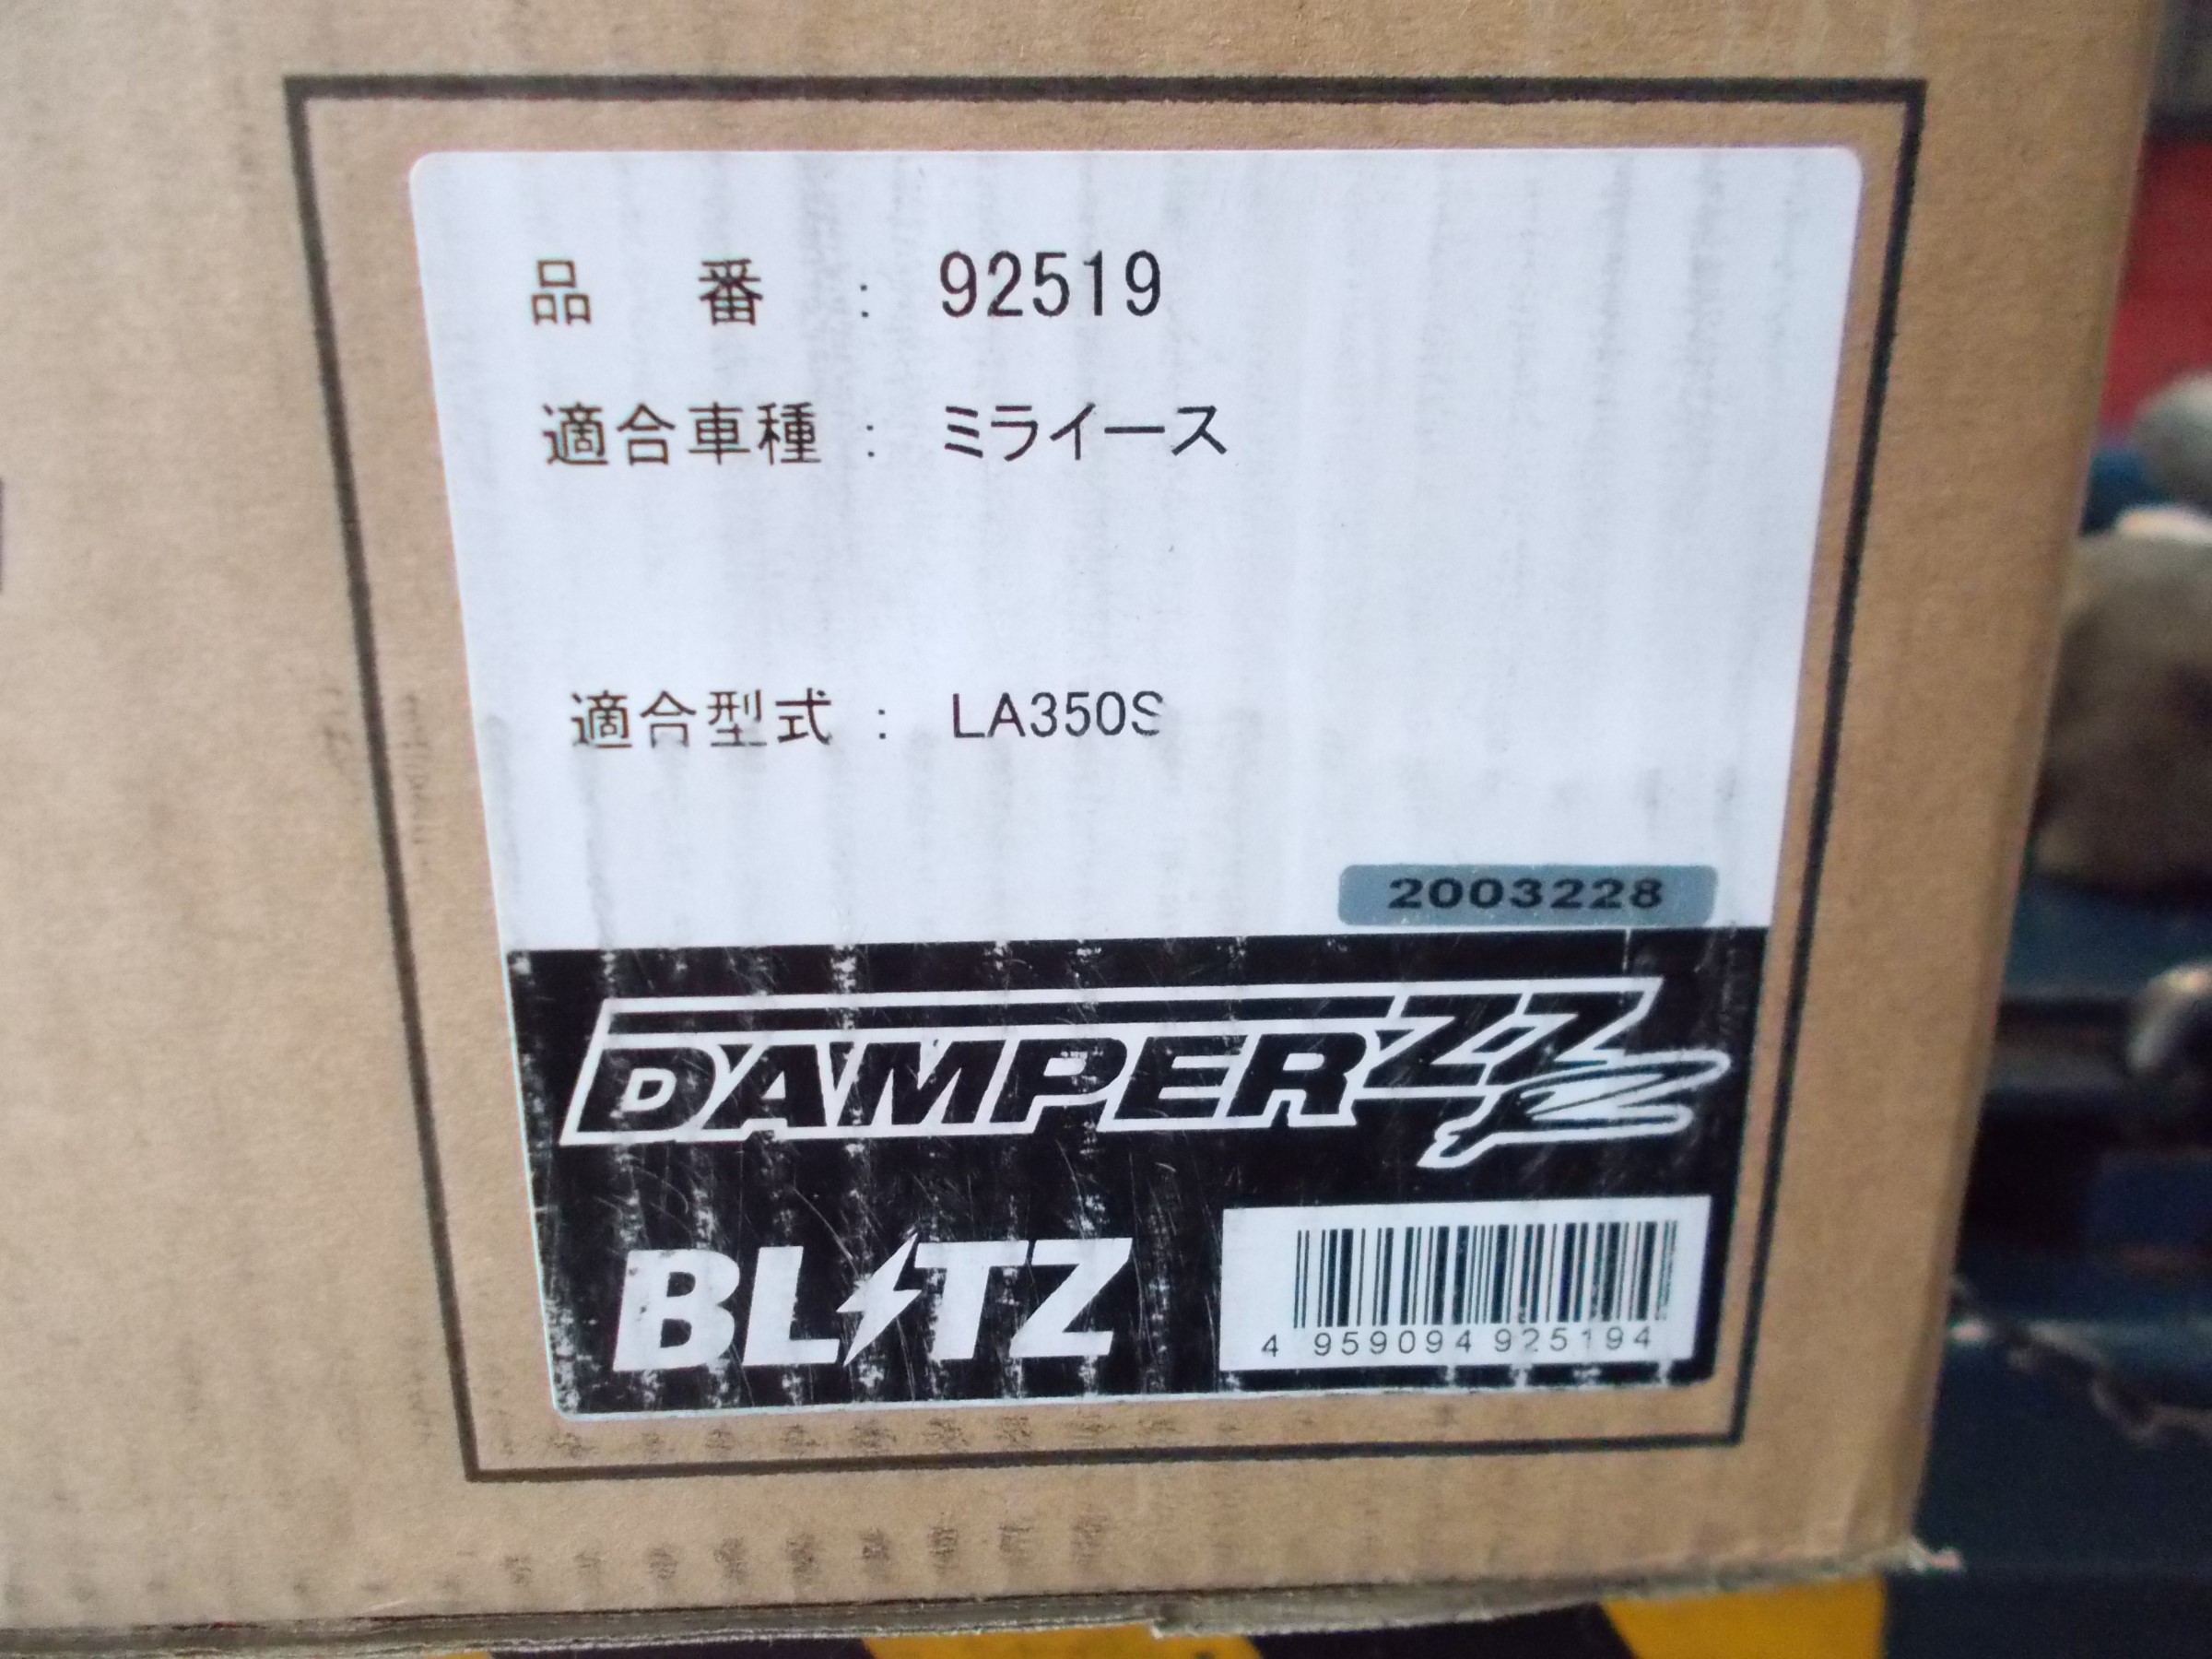 品 番 : 92519
適合車種 : ミライース
適合型式 : LA350S
2003228
DAMPER ZZ-R
BLITZ
4 959094 925194